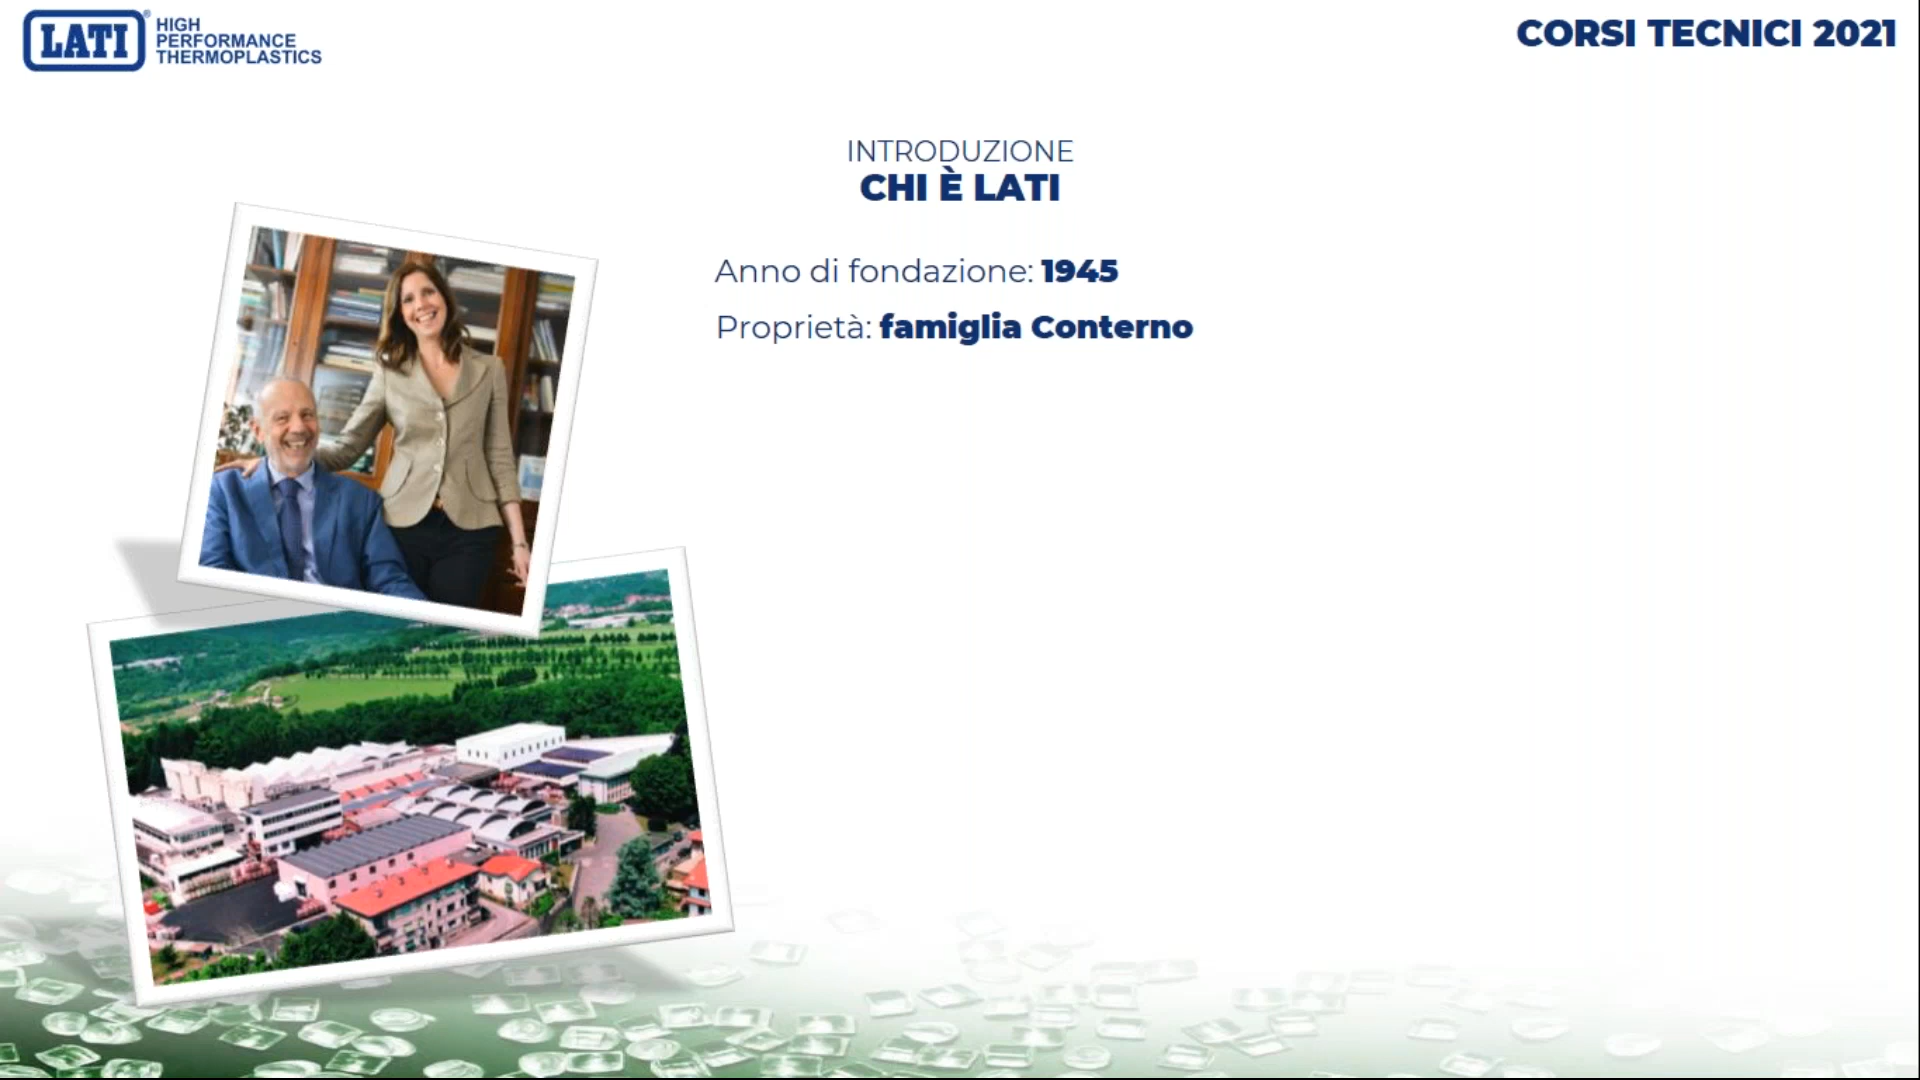 LATI®
HIGH
PERFORMANCE
THERMOPLASTICS
CORSI TECNICI 2021
INTRODUZIONE
CHI È LATI
Anno di fondazione: 1945
Proprietà: famiglia Conterno